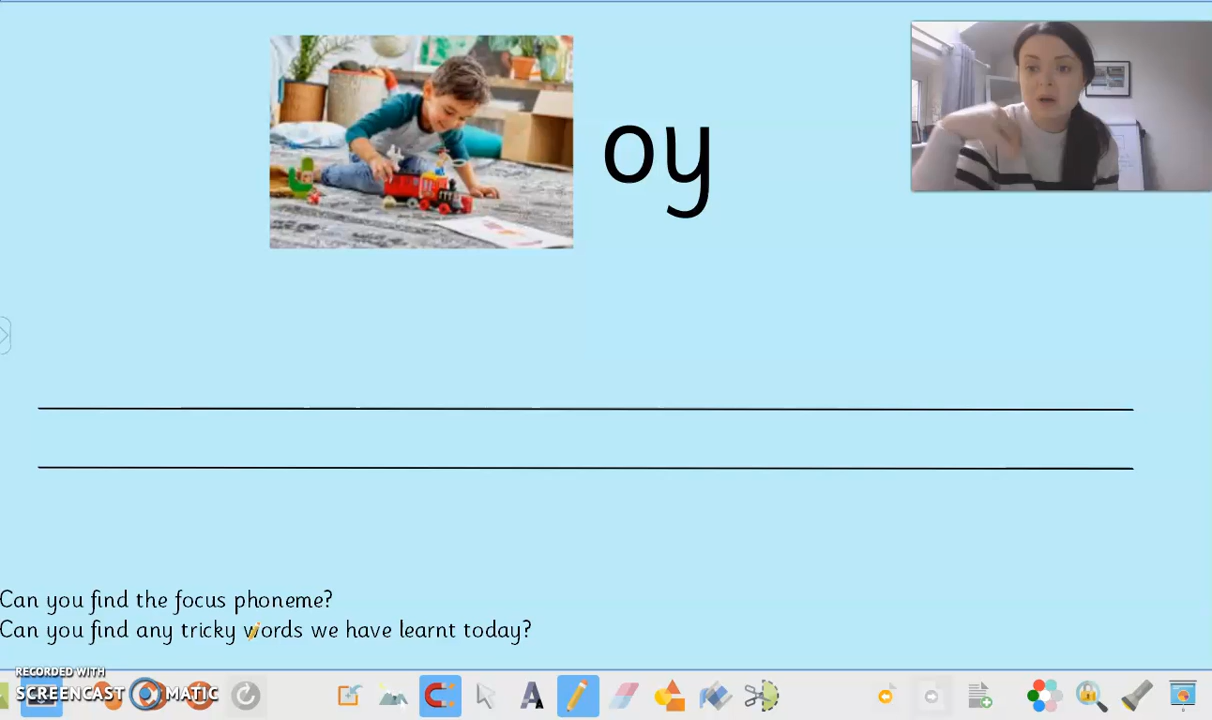 oy
Can you find the focus phoneme?
Can you find any tricky words we have learnt today?
RECORDED WITH
SCREENCAST MATIC